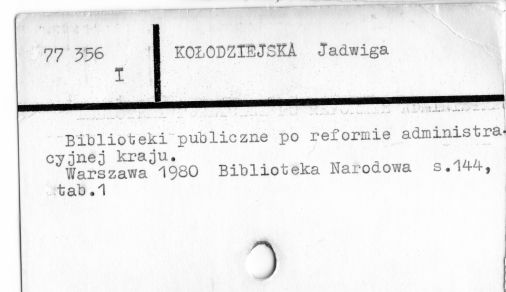 77 356
I
KOŁODZIEJSKA Jadwiga
Biblioteki publiczne po reformie administra-
cyjnej kraju.
Warszawa 1980 Biblioteka Narodowa s.144,
tab.1